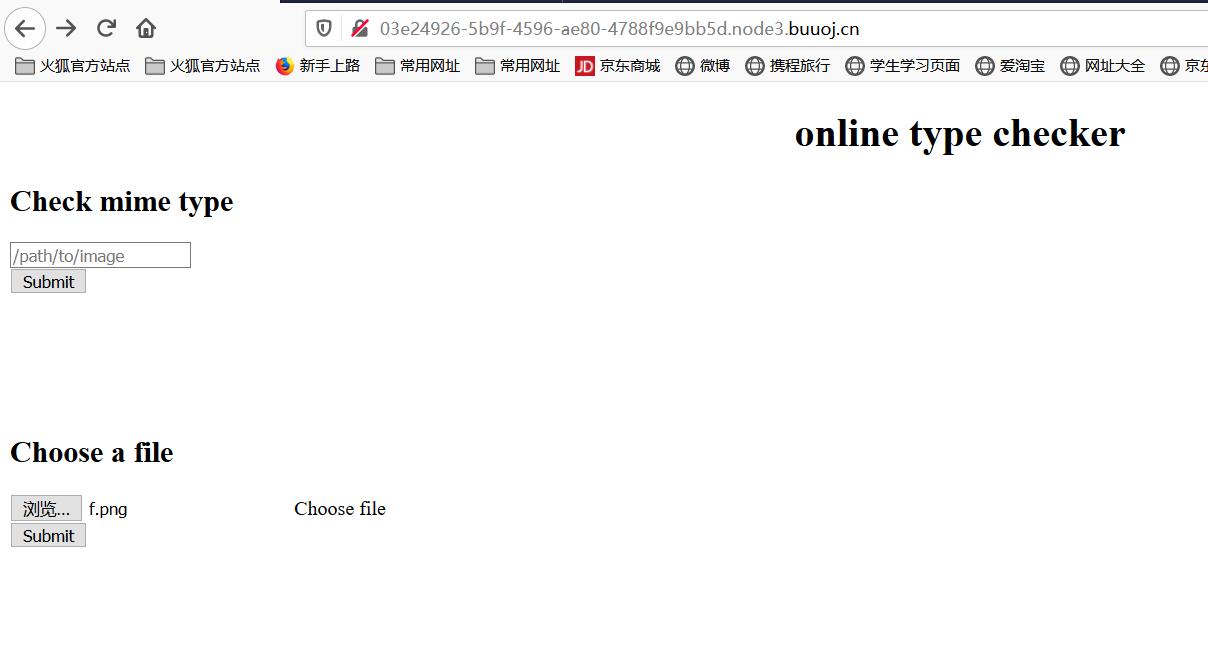 03e24926-5b9f-4596-ae80-4788f9e9bb5d.node3.buuoj.cn
火狐官方站点 火狐官方站点 新手上路 常用网址 常用网址 JD 京东商城 微博 携程旅行 学生学习页面 爱淘宝 网址大全 京东
online type checker
Check mime type
/path/to/image
Submit
Choose a file
浏览... f.png Choose file
Submit